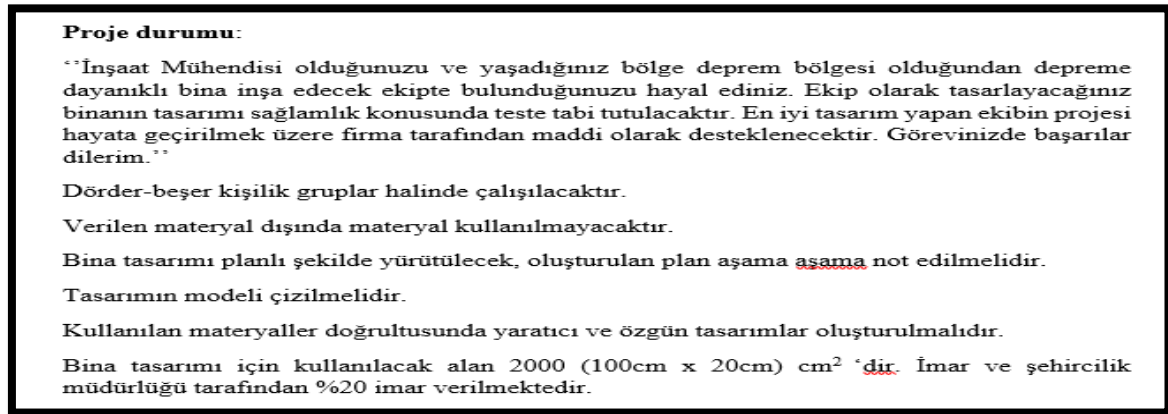 Proje durumu:
‘’İnşaat Mühendisi olduğunuzu ve yaşadığınız bölge deprem bölgesi olduğundan depreme
dayanıklı bina inşa edecek ekipte bulunduğunuzu hayal ediniz. Ekip olarak tasarlayacağınız
binanın tasarımı sağlamlık konusunda teste tabi tutulacaktır. En iyi tasarım yapan ekibin projesi
hayata geçirilmek üzere firma tarafından maddi olarak desteklenecektir. Görevinizde başarılar
dilerim.’’
Dörder-beşer kişilik gruplar halinde çalışılacaktır.
Verilen materyal dışında materyal kullanılmayacaktır.
Bina tasarımı planlı şekilde yürütülecek, oluşturulan plan aşama aşama not edilmelidir.
Tasarımın modeli çizilmelidir.
Kullanılan materyaller doğrultusunda yaratıcı ve özgün tasarımlar oluşturulmalıdır.
Bina tasarımı için kullanılacak alan 2000 (100cm x 20cm) cm² ‘dir. İmar ve şehircilik
müdürlüğü tarafından %20 imar verilmektedir.